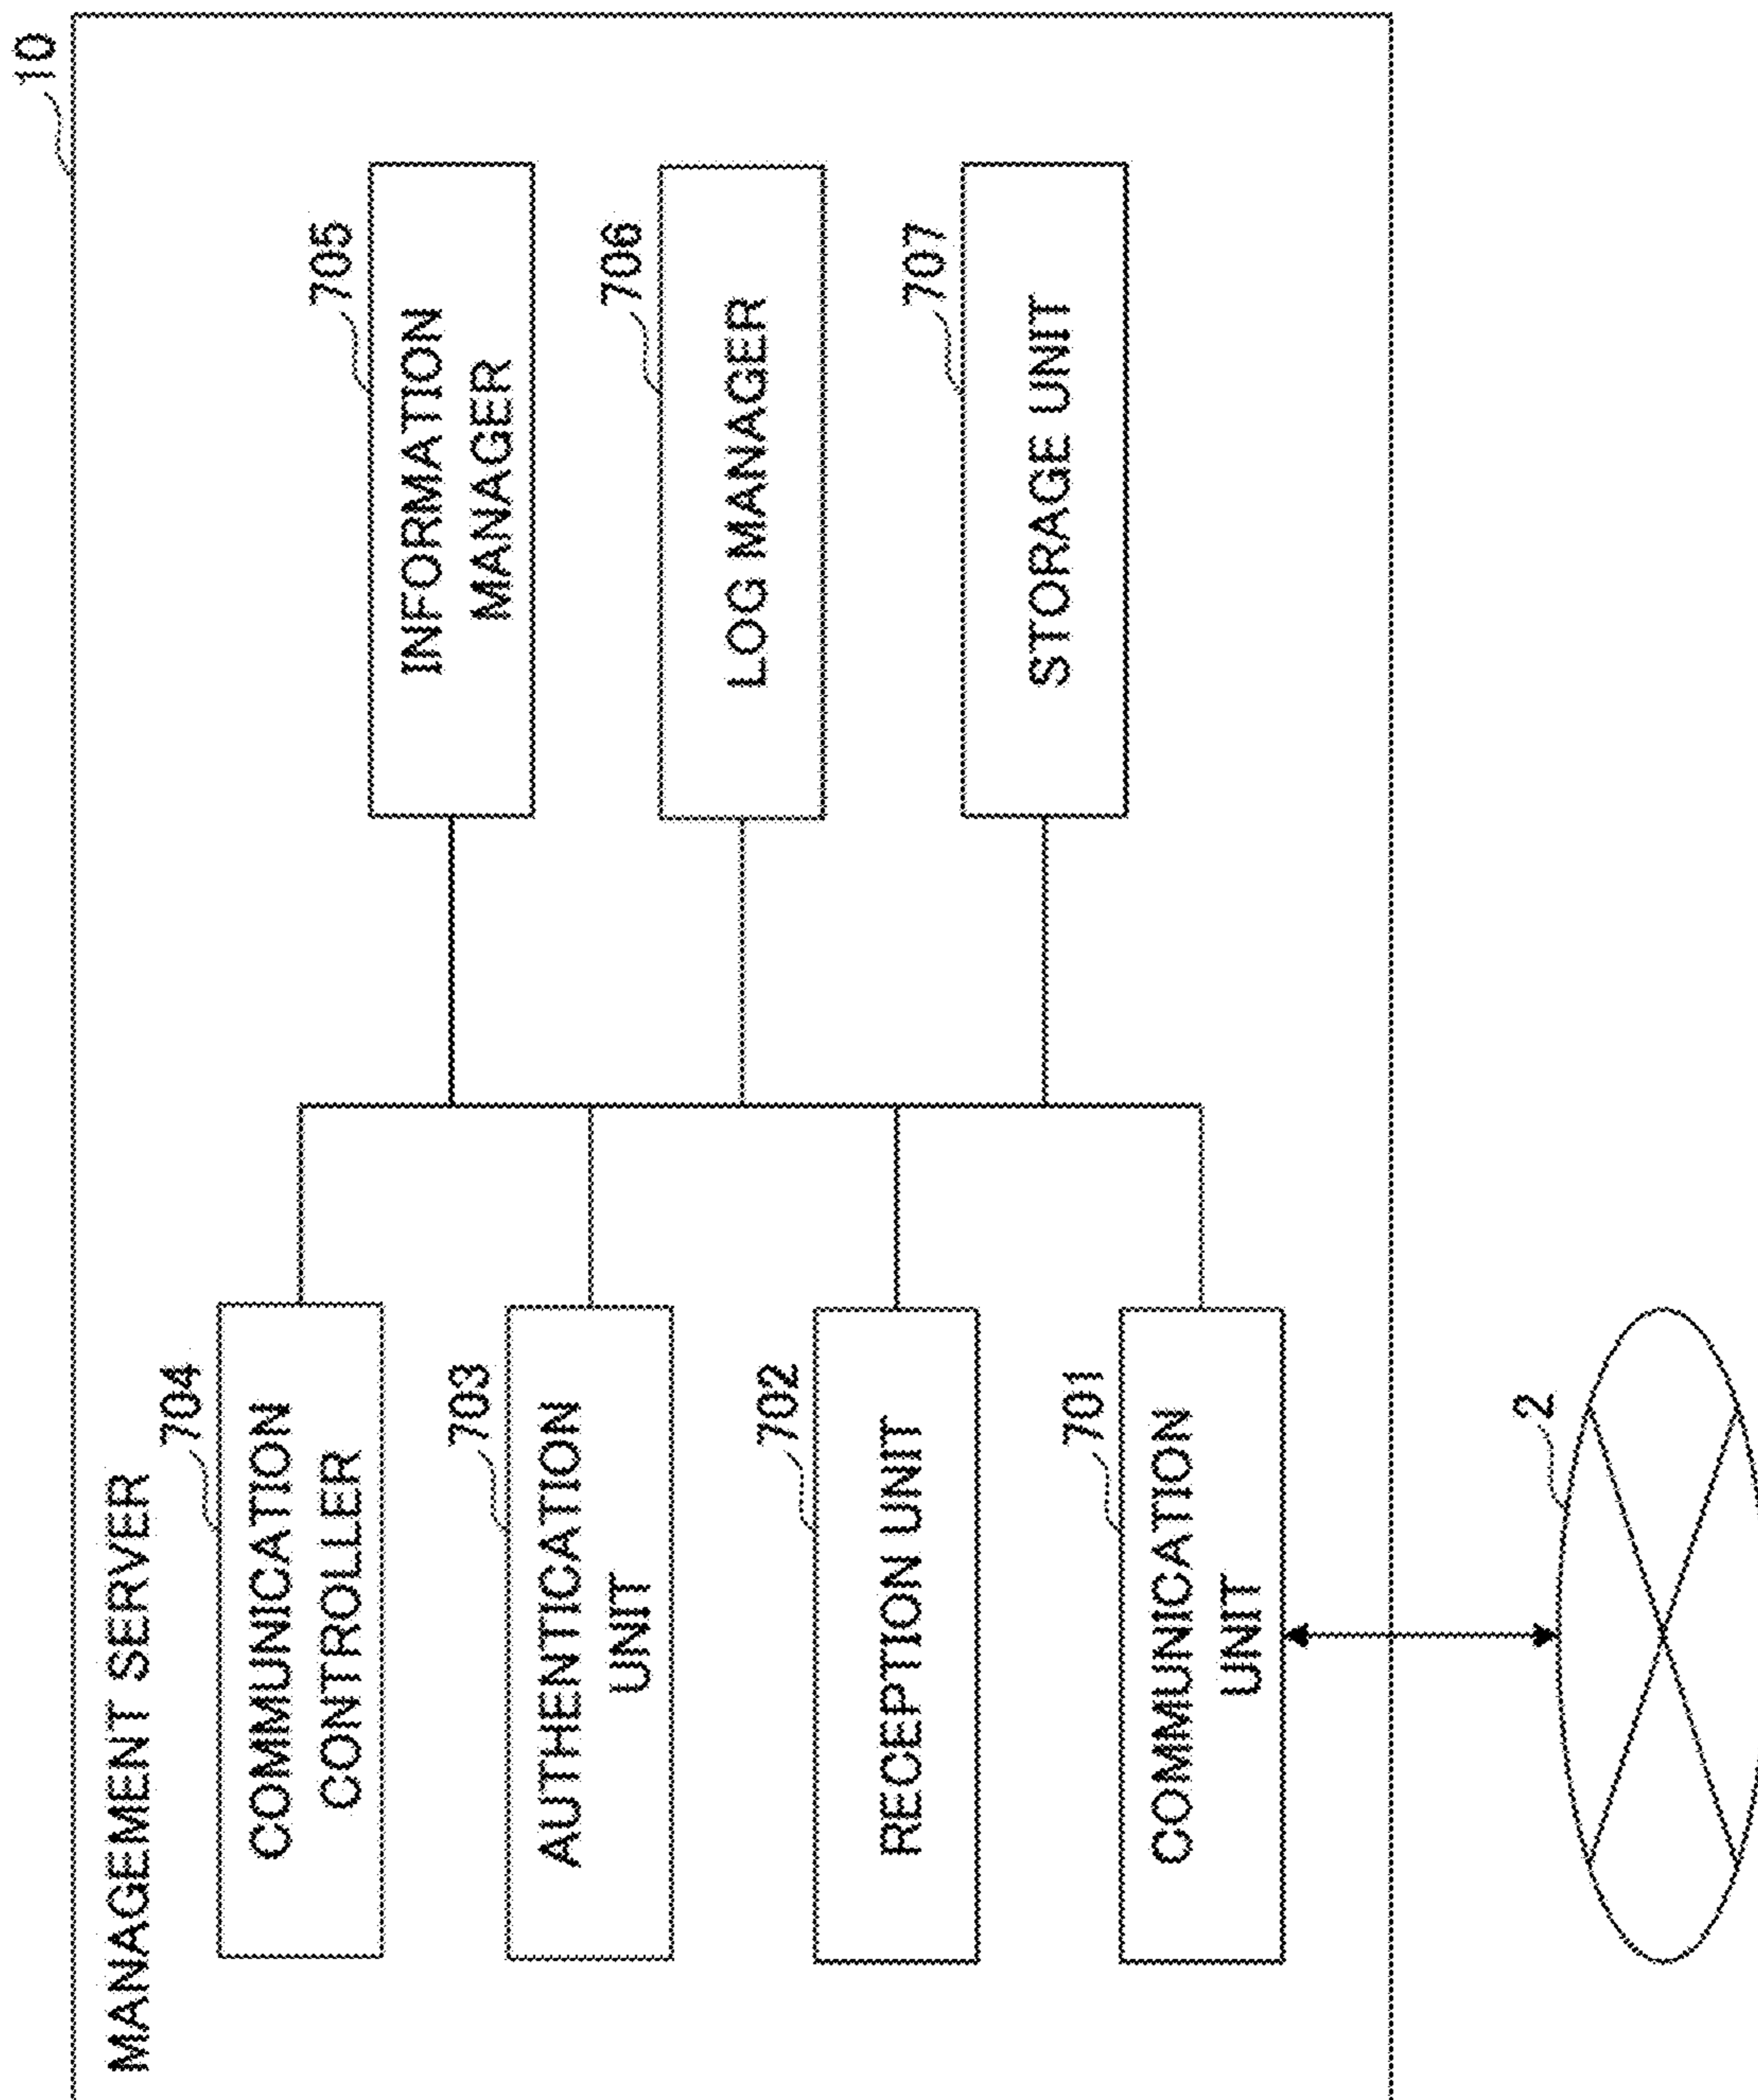 10
MANAGEMENT SERVER
704
COMMUNICATION
CONTROLLER
703
AUTHENTICATION
UNIT
702
RECEPTION UNIT
701
COMMUNICATION
UNIT
705
INFORMATION
MANAGER
706
LOG MANAGER
707
STORAGE UNIT
2